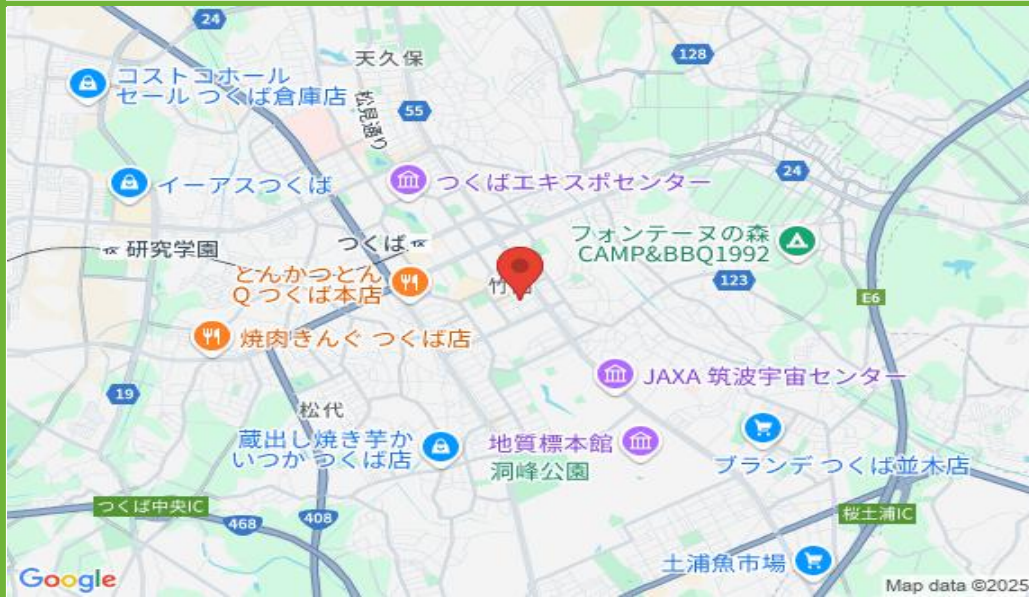 24
天久保
128
コストコホール
セール つくば倉庫店
55
松見通り
イーアスつくば
つくばエキスポセンター
24
研究学園
つくば
フォンテーヌの森
CAMP&BBQ1992
とんかつとん
Q つくば本店
竹
123
E6
焼肉きんぐ つくば店
JAXA 筑波宇宙センター
19
松代
蔵出し焼き芋か
いつか つくば店
地質標本館
洞峰公園
ブランデ つくば並木店
つくば中央IC
468
408
桜土浦IC
土浦魚市場
Google
Map data ©2025